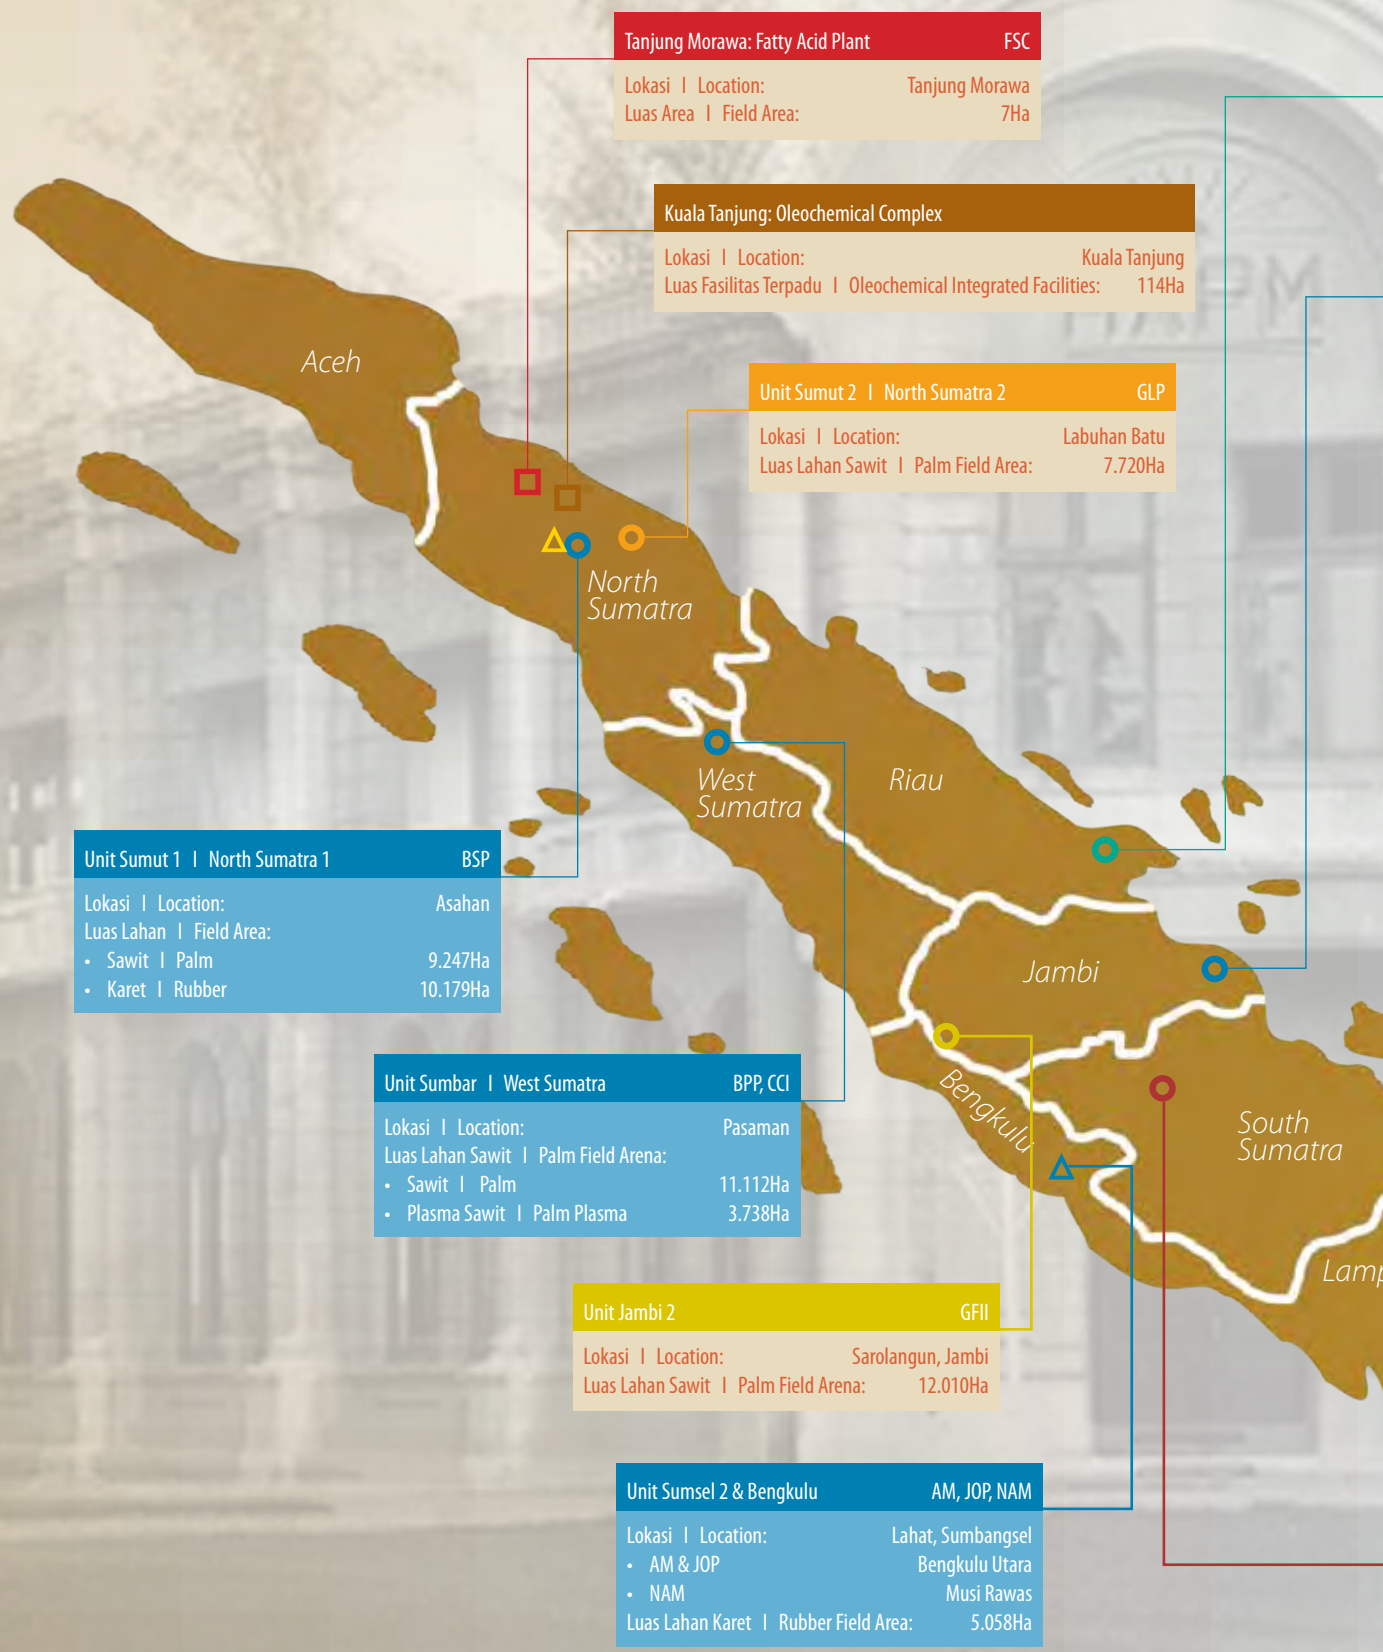 Tanjung Morawa: Fatty Acid Plant FSC
Lokasi I Location: Tanjung Morawa
Luas Area I Field Area: 7Ha
Kuala Tanjung: Oleochemical Complex
Lokasi I Location: Kuala Tanjung
Luas Fasilitas Terpadu I Oleochemical Integrated Facilities: 114Ha
Aceh
Unit Sumut 2 I North Sumatra 2 GLP
Lokasi I Location: Labuhan Batu
Luas Lahan Sawit I Palm Field Area: 7.720Ha
North
Sumatra
West
Sumatra
Riau
Unit Sumut 1 I North Sumatra 1 BSP
Lokasi I Location: Asahan
Luas Lahan I Field Area:
• Sawit I Palm 9.247Ha
• Karet I Rubber 10.179Ha
Jambi
Bengkulu
South
Sumatra
Unit Sumbar I West Sumatra BPP, CCI
Lokasi I Location: Pasaman
Luas Lahan Sawit I Palm Field Arena:
• Sawit I Palm 11.112Ha
• Plasma Sawit I Palm Plasma 3.738Ha
Lamp
Unit Jambi 2 GFII
Lokasi I Location: Sarolangun, Jambi
Luas Lahan Sawit I Palm Field Arena: 12.010Ha
Unit Sumsel 2 & Bengkulu AM, JOP, NAM
Lokasi I Location: Lahat, Sumbangsel
• AM & JOP Bengkulu Utara
• NAM Musi Rawas
Luas Lahan Karet I Rubber Field Area: 5.058Ha